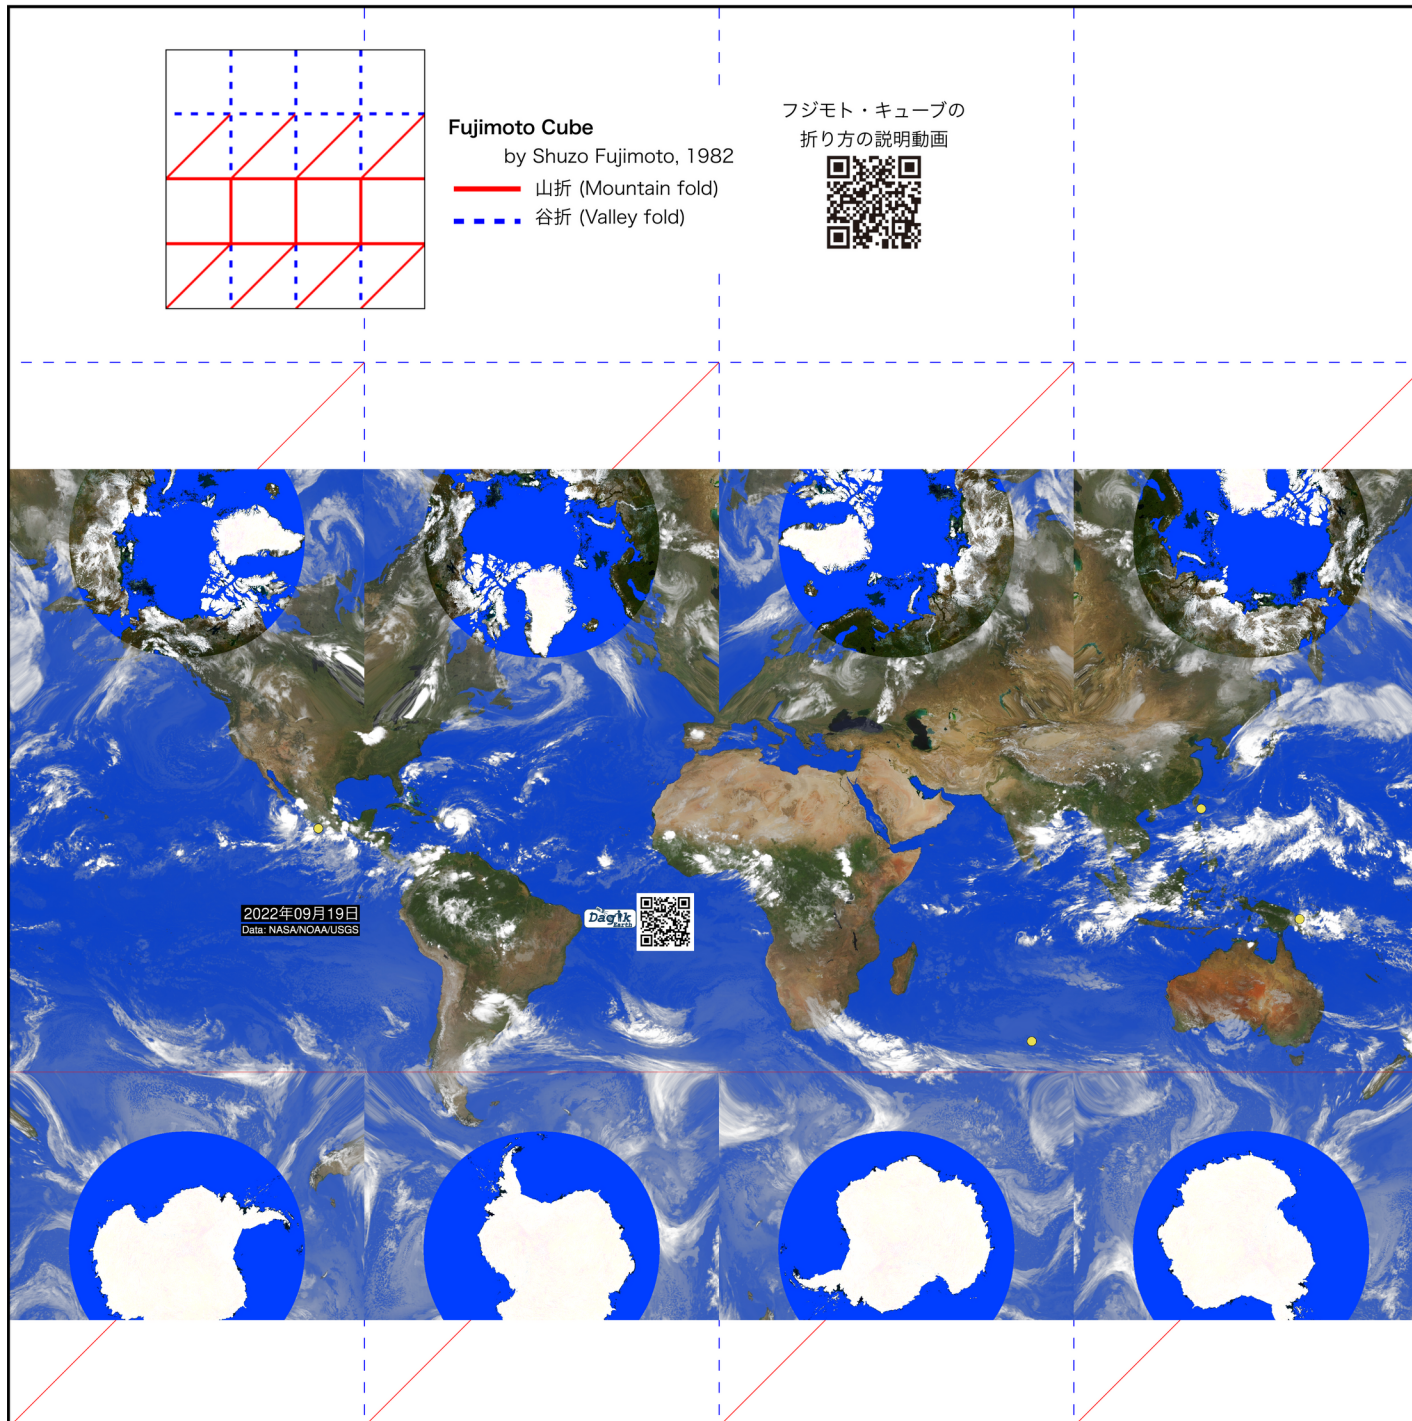 Fujimoto Cube
by Shuzo Fujimoto, 1982
山折 (Mountain fold)
谷折 (Valley fold)
フジモト・キューブの
折り方の説明動画
2022年09月19日
Data: NASA/NOAA/USGS
Dagik
Earth